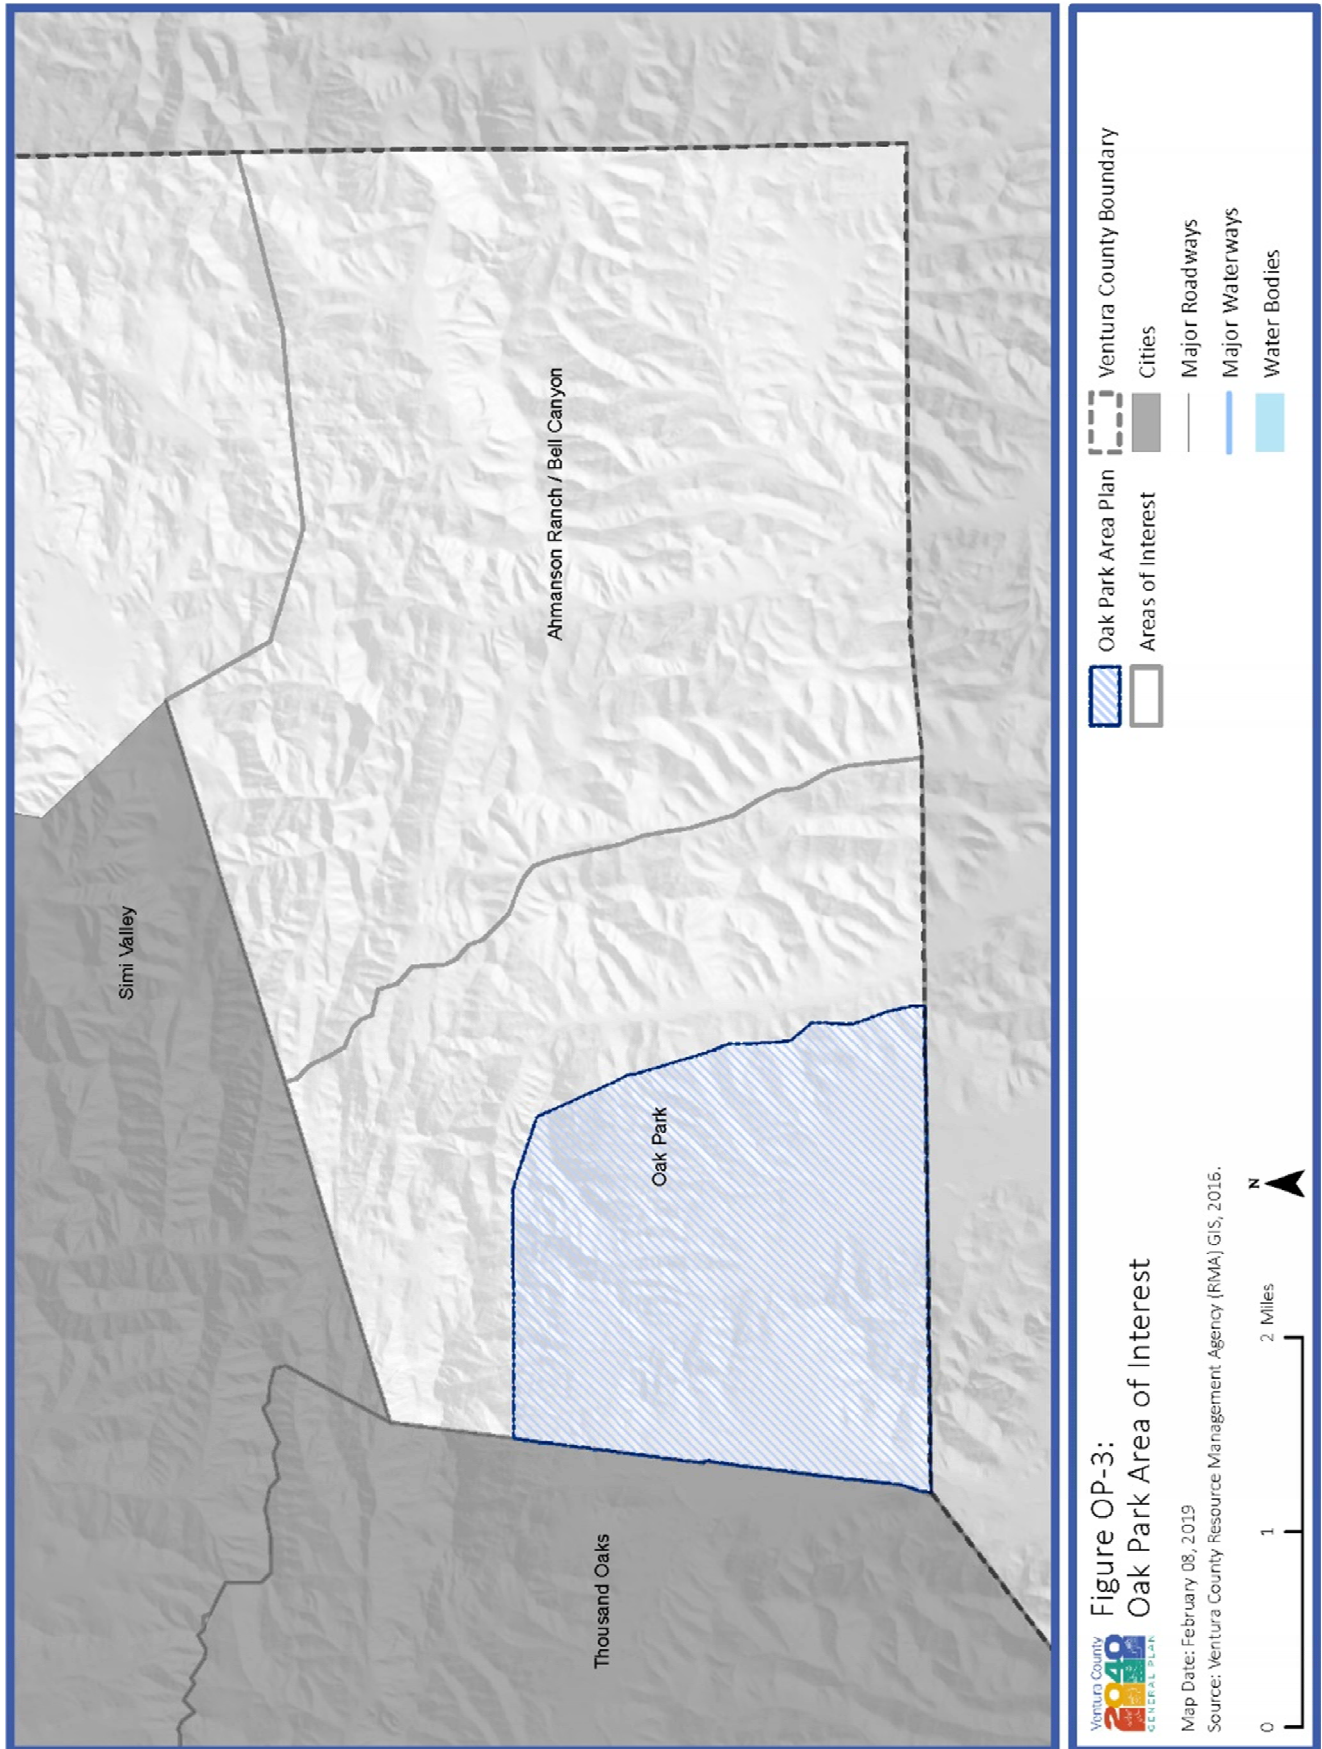 Simi Valley
Ahmanson Ranch / Bell Canyon
Oak Park
Thousand Oaks
Ventura County
2040
GENERAL PLAN
Figure OP-3:
Oak Park Area of Interest
Map Date: February 08, 2019
Source: Ventura County Resource Management Agency (RMA) GIS, 2016.
0 1 2 Miles
N
Oak Park Area Plan
Areas of Interest
Ventura County Boundary
Cities
Major Roadways
Major Waterways
Water Bodies